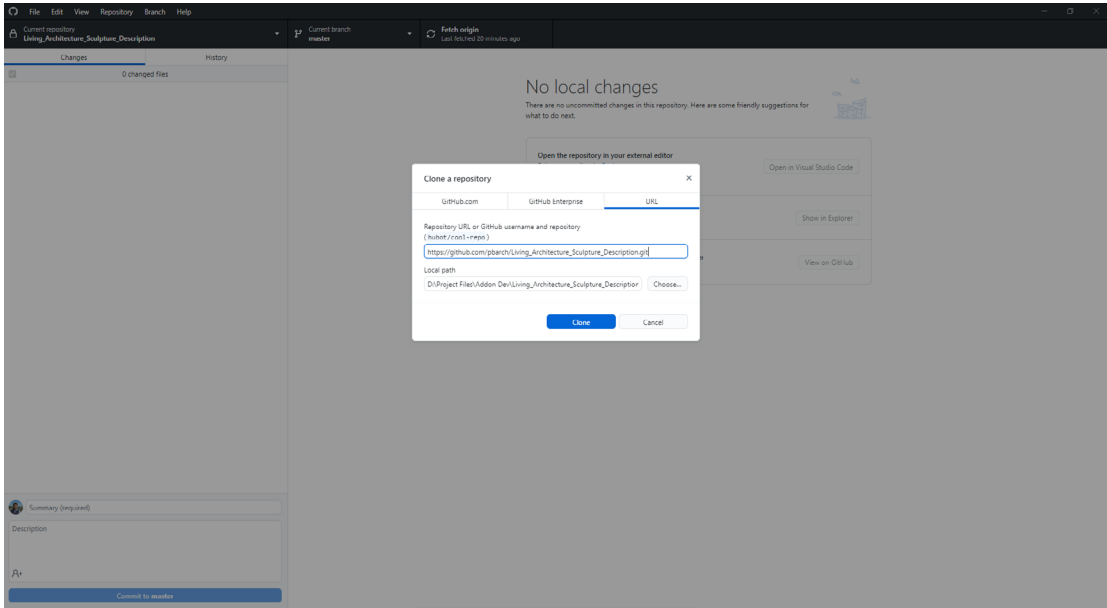 File Edit View Repository Branch Help
Current repository
Living_Architecture_Sculpture_Description
Current branch
master
Fetch origin
Last fetched 20 minutes ago
Changes History
0 changed files
No local changes
There are no uncommitted changes in this repository. Here are some friendly suggestions for
what to do next.
Open the repository in your external editor
Open in Visual Studio Code
Show in Explorer
View on GitHub
Clone a repository
GitHub.com GitHub Enterprise URL
Repository URL or GitHub username and repository
(hubot/cool-repo)
https://github.com/pbarch/Living_Architecture_Sculpture_Description.git
Local path
D:\Project Files\Addon Dev\Living_Architecture_Sculpture_Description
Choose...
Clone Cancel
Summary (required)
Description
Commit to master